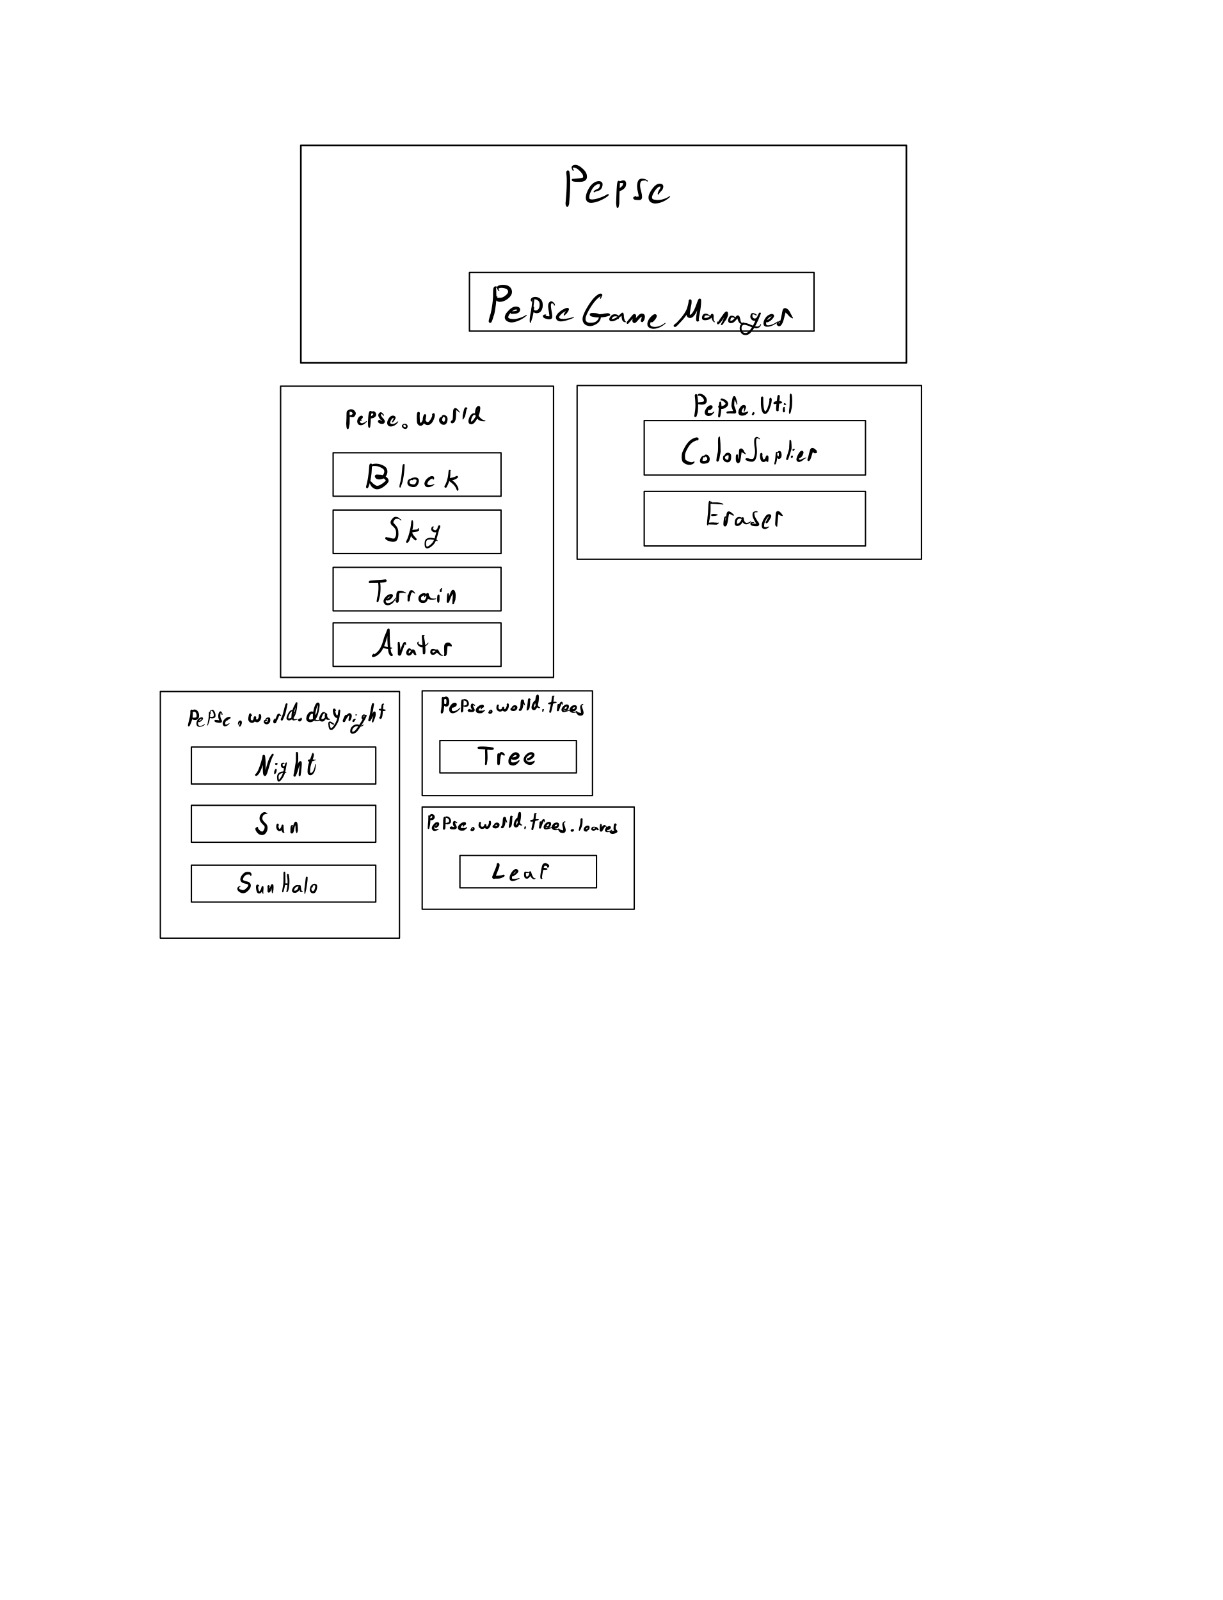 Pepse
PepseGameManager
Pepse.world
Block
Sky
Terrain
Avatar
Pepse.util
ColorSuplier
Eraser
Pepse.world.daynight
Night
Sun
SunHalo
Pepse.world.trees
Tree
Pepse.world.trees.leaves
Leaf